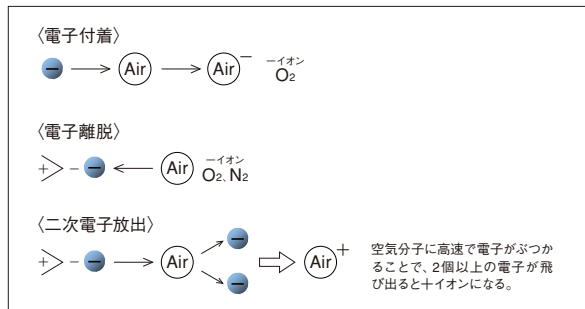 〈電子付着〉
− Air Air− −イオン
O2
〈電子離脱〉
+ - − Air −イオン
O2、N2
〈二次電子放出〉
+ - − Air − − Air+
空気分子に高速で電子がぶつか
ることで、2個以上の電子が飛
び出ると＋イオンになる。